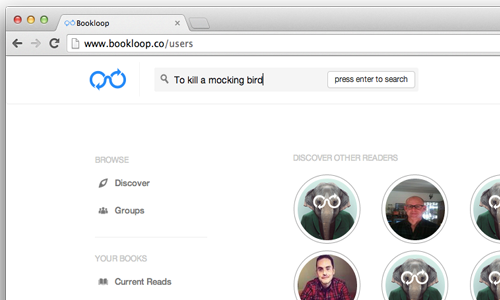 Bookloop
www.bookloop.co/users
To kill a mocking bird
press enter to search
BROWSE
Discover
Groups
YOUR BOOKS
Current Reads
DISCOVER OTHER READERS